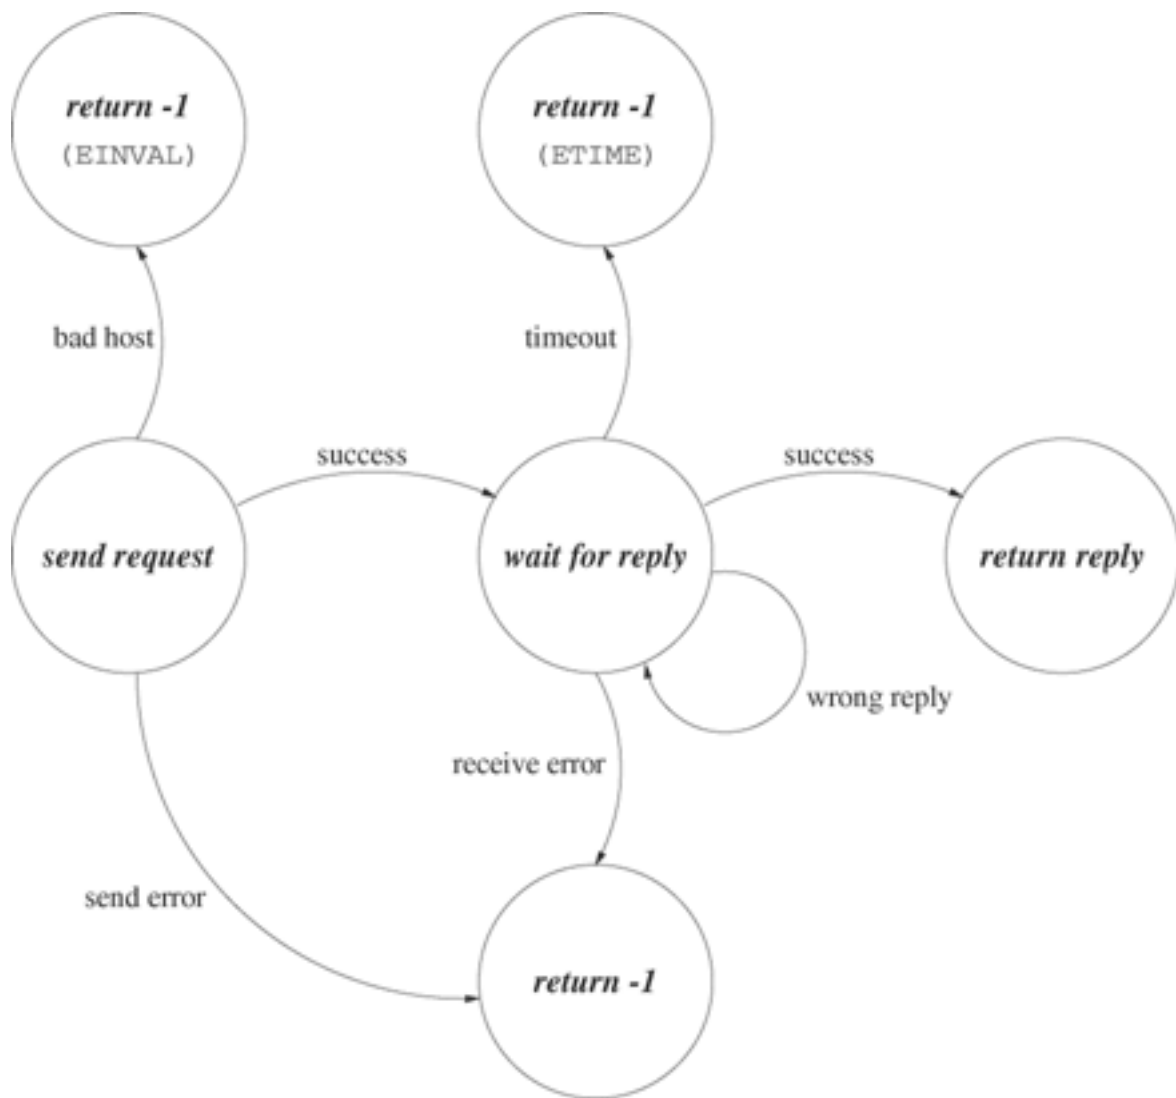 return -1
(EINVAL)
return -1
(ETIME)
bad host
timeout
success
success
send request
wait for reply
return reply
wrong reply
receive error
send error
return -1